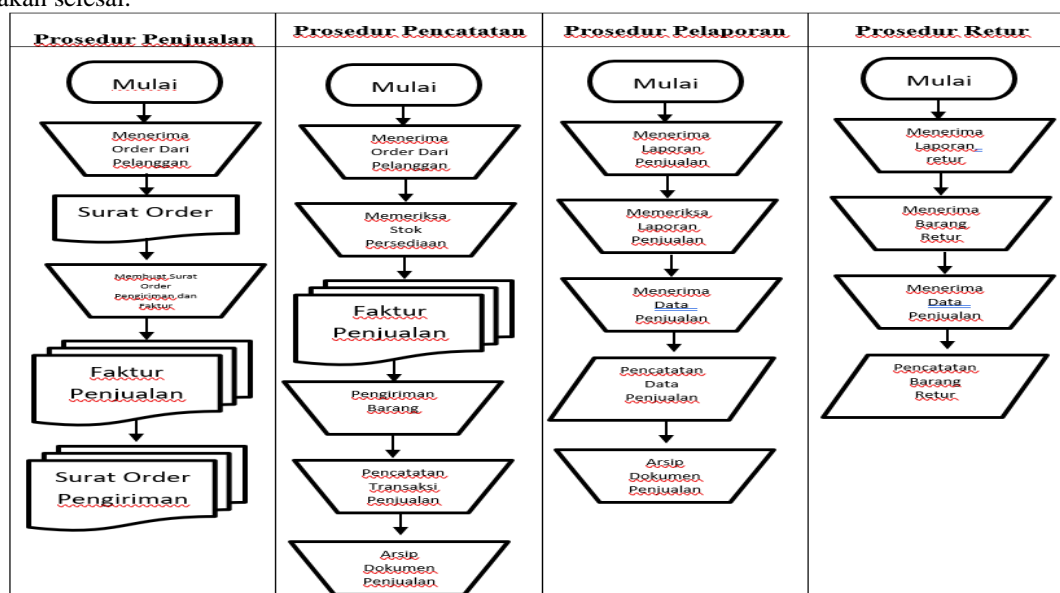 akan selesai.
Prosedur Penjualan
Mulai
Menerima
Order Dari
Pelanggan
Surat Order
Membuat Surat
Order
Pengiriman dan
Faktur
Faktur
Penjualan
Surat Order
Pengiriman
Prosedur Pencatatan
Mulai
Menerima
Order Dari
Pelanggan
Memeriksa
Stok
Persediaan
Faktur
Penjualan
Pengiriman
Barang
Pencatatan
Transaksi
Penjualan
Arsip
Dokumen
Penjualan
Prosedur Pelaporan
Mulai
Menerima
Laporan
Penjualan
Memeriksa
Laporan
Penjualan
Menerima
Data
Penjualan
Pencatatan
Data
Penjualan
Arsip
Dokumen
Penjualan
Prosedur Retur
Mulai
Menerima
Laporan
retur
Menerima
Barang
Retur
Menerima
Data
Penjualan
Pencatatan
Barang
Retur